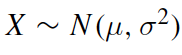 X ∼ N(μ, σ²)